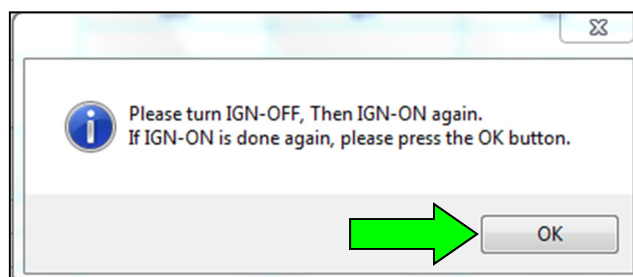 Please turn IGN-OFF, Then IGN-ON again.
If IGN-ON is done again, please press the OK button.
OK